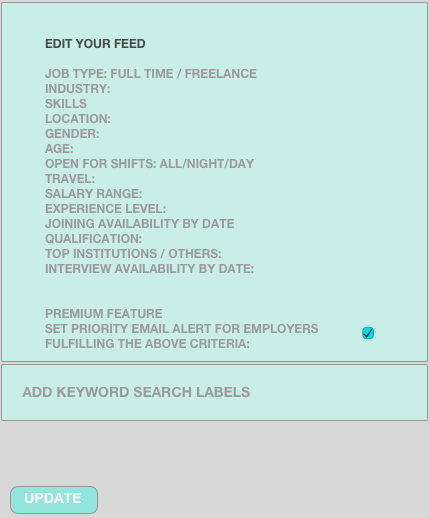 EDIT YOUR FEED
JOB TYPE: FULL TIME / FREELANCE
INDUSTRY:
SKILLS
LOCATION:
GENDER:
AGE:
OPEN FOR SHIFTS: ALL/NIGHT/DAY
TRAVEL:
SALARY RANGE:
EXPERIENCE LEVEL:
JOINING AVAILABILITY BY DATE
QUALIFICATION:
TOP INSTITUTIONS / OTHERS:
INTERVIEW AVAILABILITY BY DATE:
PREMIUM FEATURE
SET PRIORITY EMAIL ALERT FOR EMPLOYERS
FULFILLING THE ABOVE CRITERIA:
ADD KEYWORD SEARCH LABELS
UPDATE